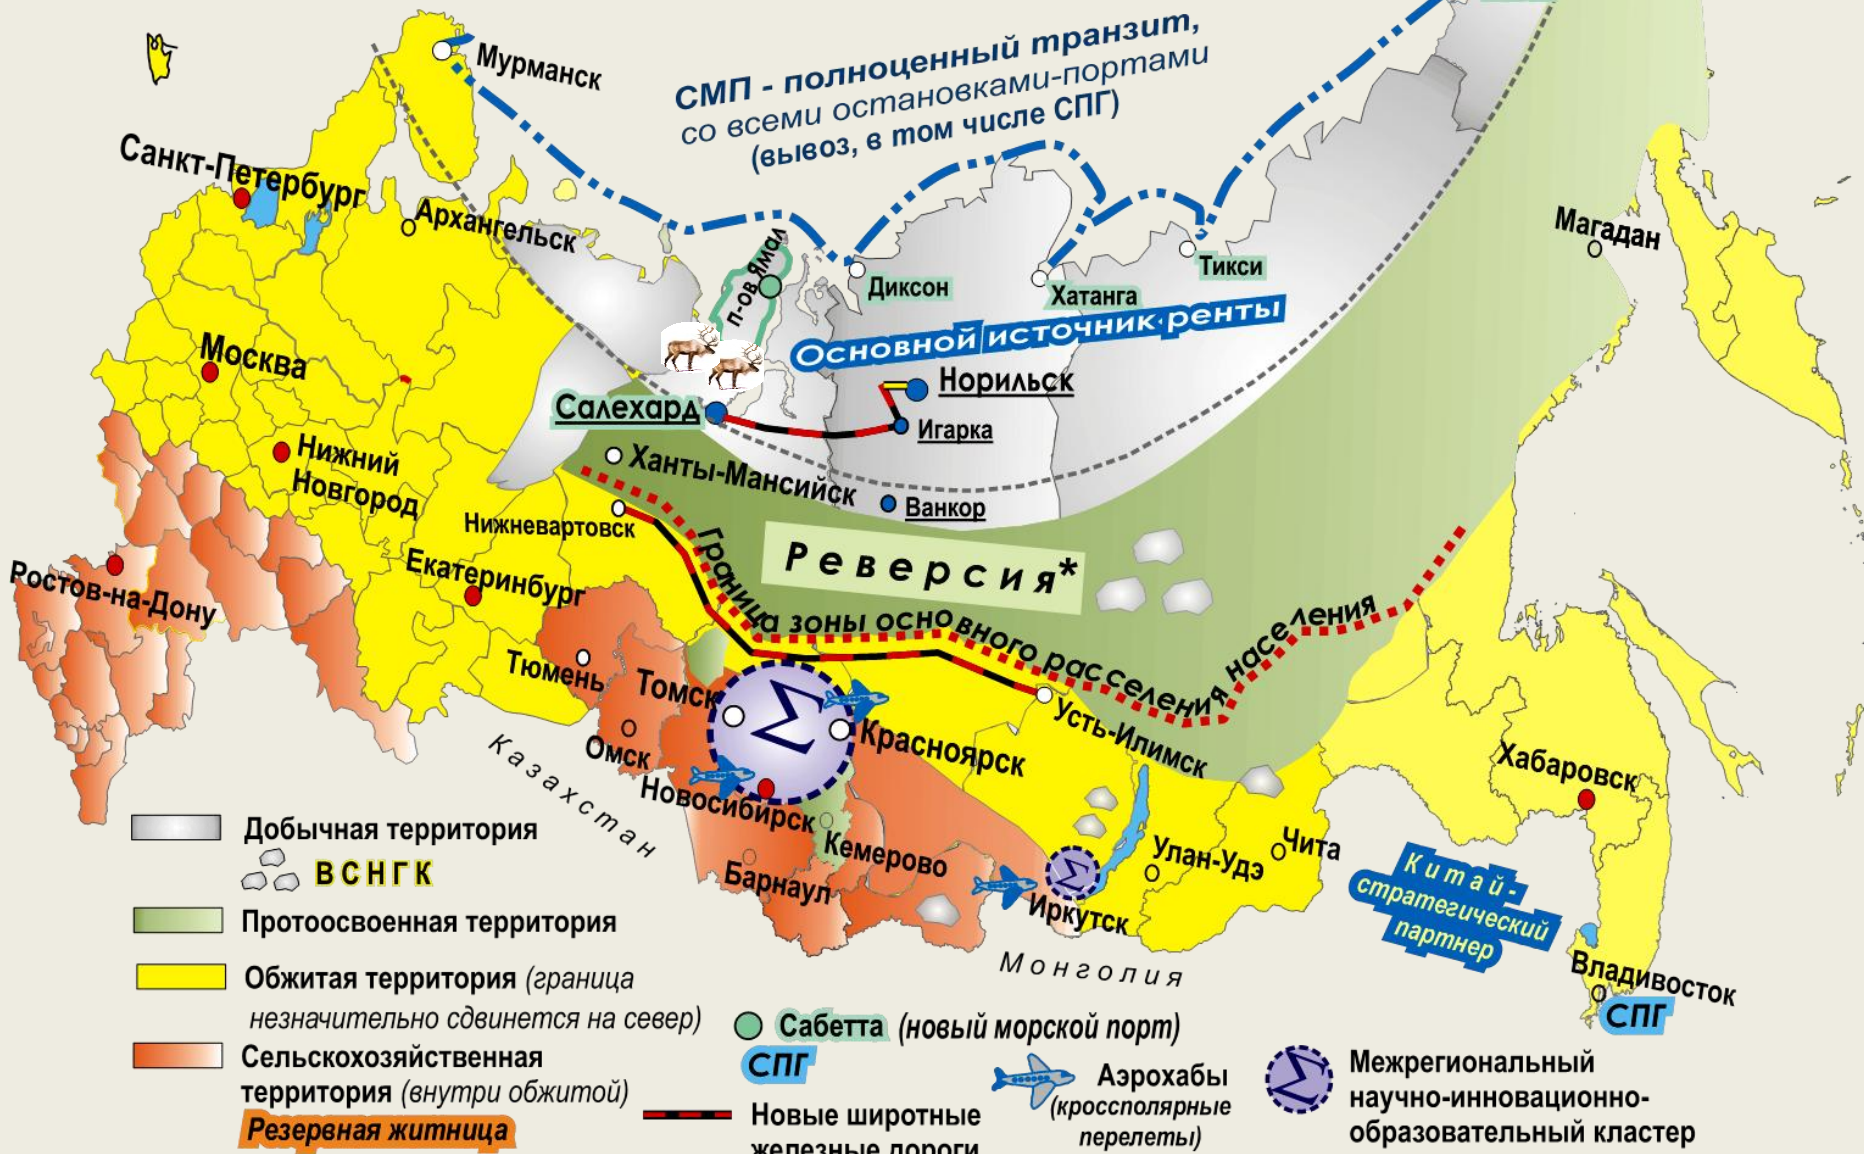 Мурманск
СМП - полноценный транзит,
со всеми остановками-портами
(вывоз, в том числе СПГ)
Санкт-Петербург
Архангельск
Магадан
п-ов Ямал
Диксон
Хатанга
Тикси
Основной источник ренты
Москва
Норильск
Салехард
Игарка
Нижний
Новгород
Ханты-Мансийск
Ванкор
Нижневартовск
Реверсия*
Граница зоны основного расселения населения
Екатеринбург
Ростов-на-Дону
Тюмень
Томск
Σ
Красноярск
Усть-Илимск
Омск
Казахстан
Новосибирск
Хабаровск
Кемерово
Барнаул
Σ
Иркутск
Улан-Удэ
Чита
Китай-
стратегический
партнер
Монголия
Владивосток
СПГ
Добычная территория
ВСНГК
Протоосвоенная территория
Обжитая территория (граница
незначительно сдвинется на север)
Сельскохозяйственная
территория (внутри обжитой)
Резервная житница
Сабетта (новый морской порт)
СПГ
Новые широтные
железные дороги
Аэрохабы
(кроссполярные
перелеты)
Σ
Межрегиональный
научно-инновационно-
образовательный кластер